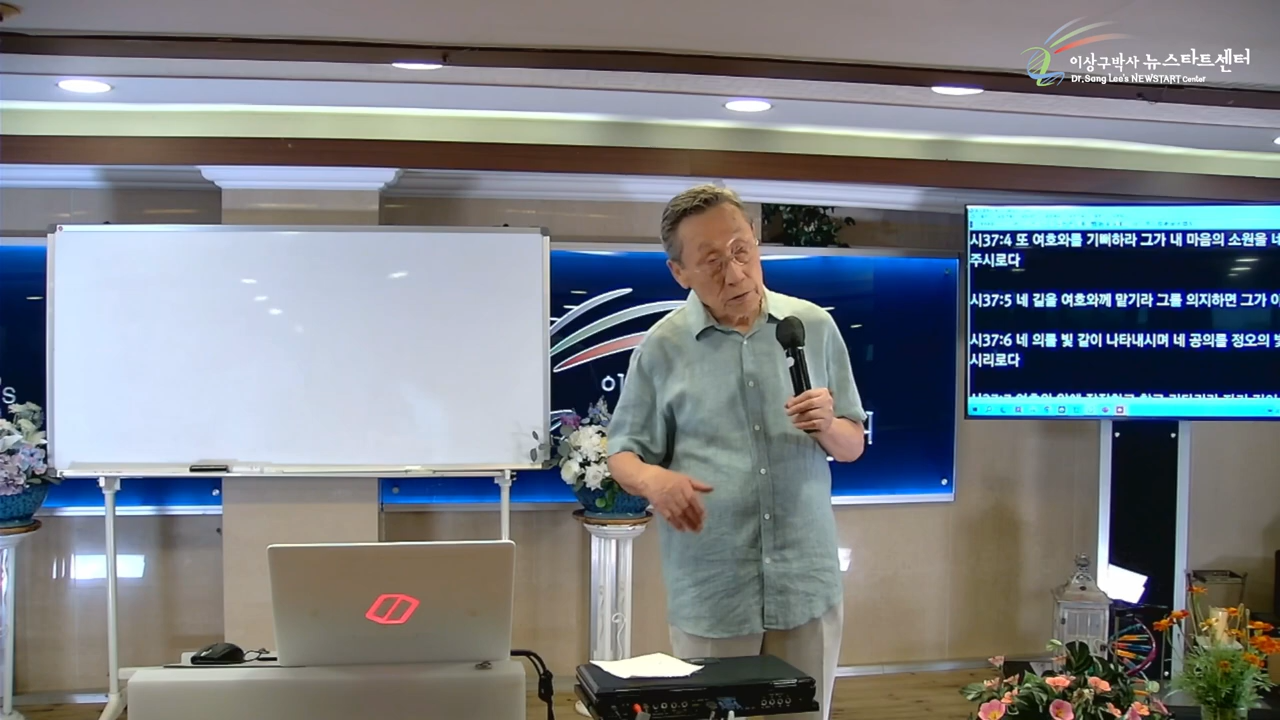 이상구박사 뉴스타트센터
Dr. Sang Lee's NEWSTART Center
시37:4 또 여호와를 기뻐하라 그가 내 마음의 소원을 네
주시로다
시37:5 네 길을 여호와께 맡기라 그를 의지하면 그가 이
시37:6 네 의를 빛 같이 나타내시며 네 공의를 정오의 빛
시리로다